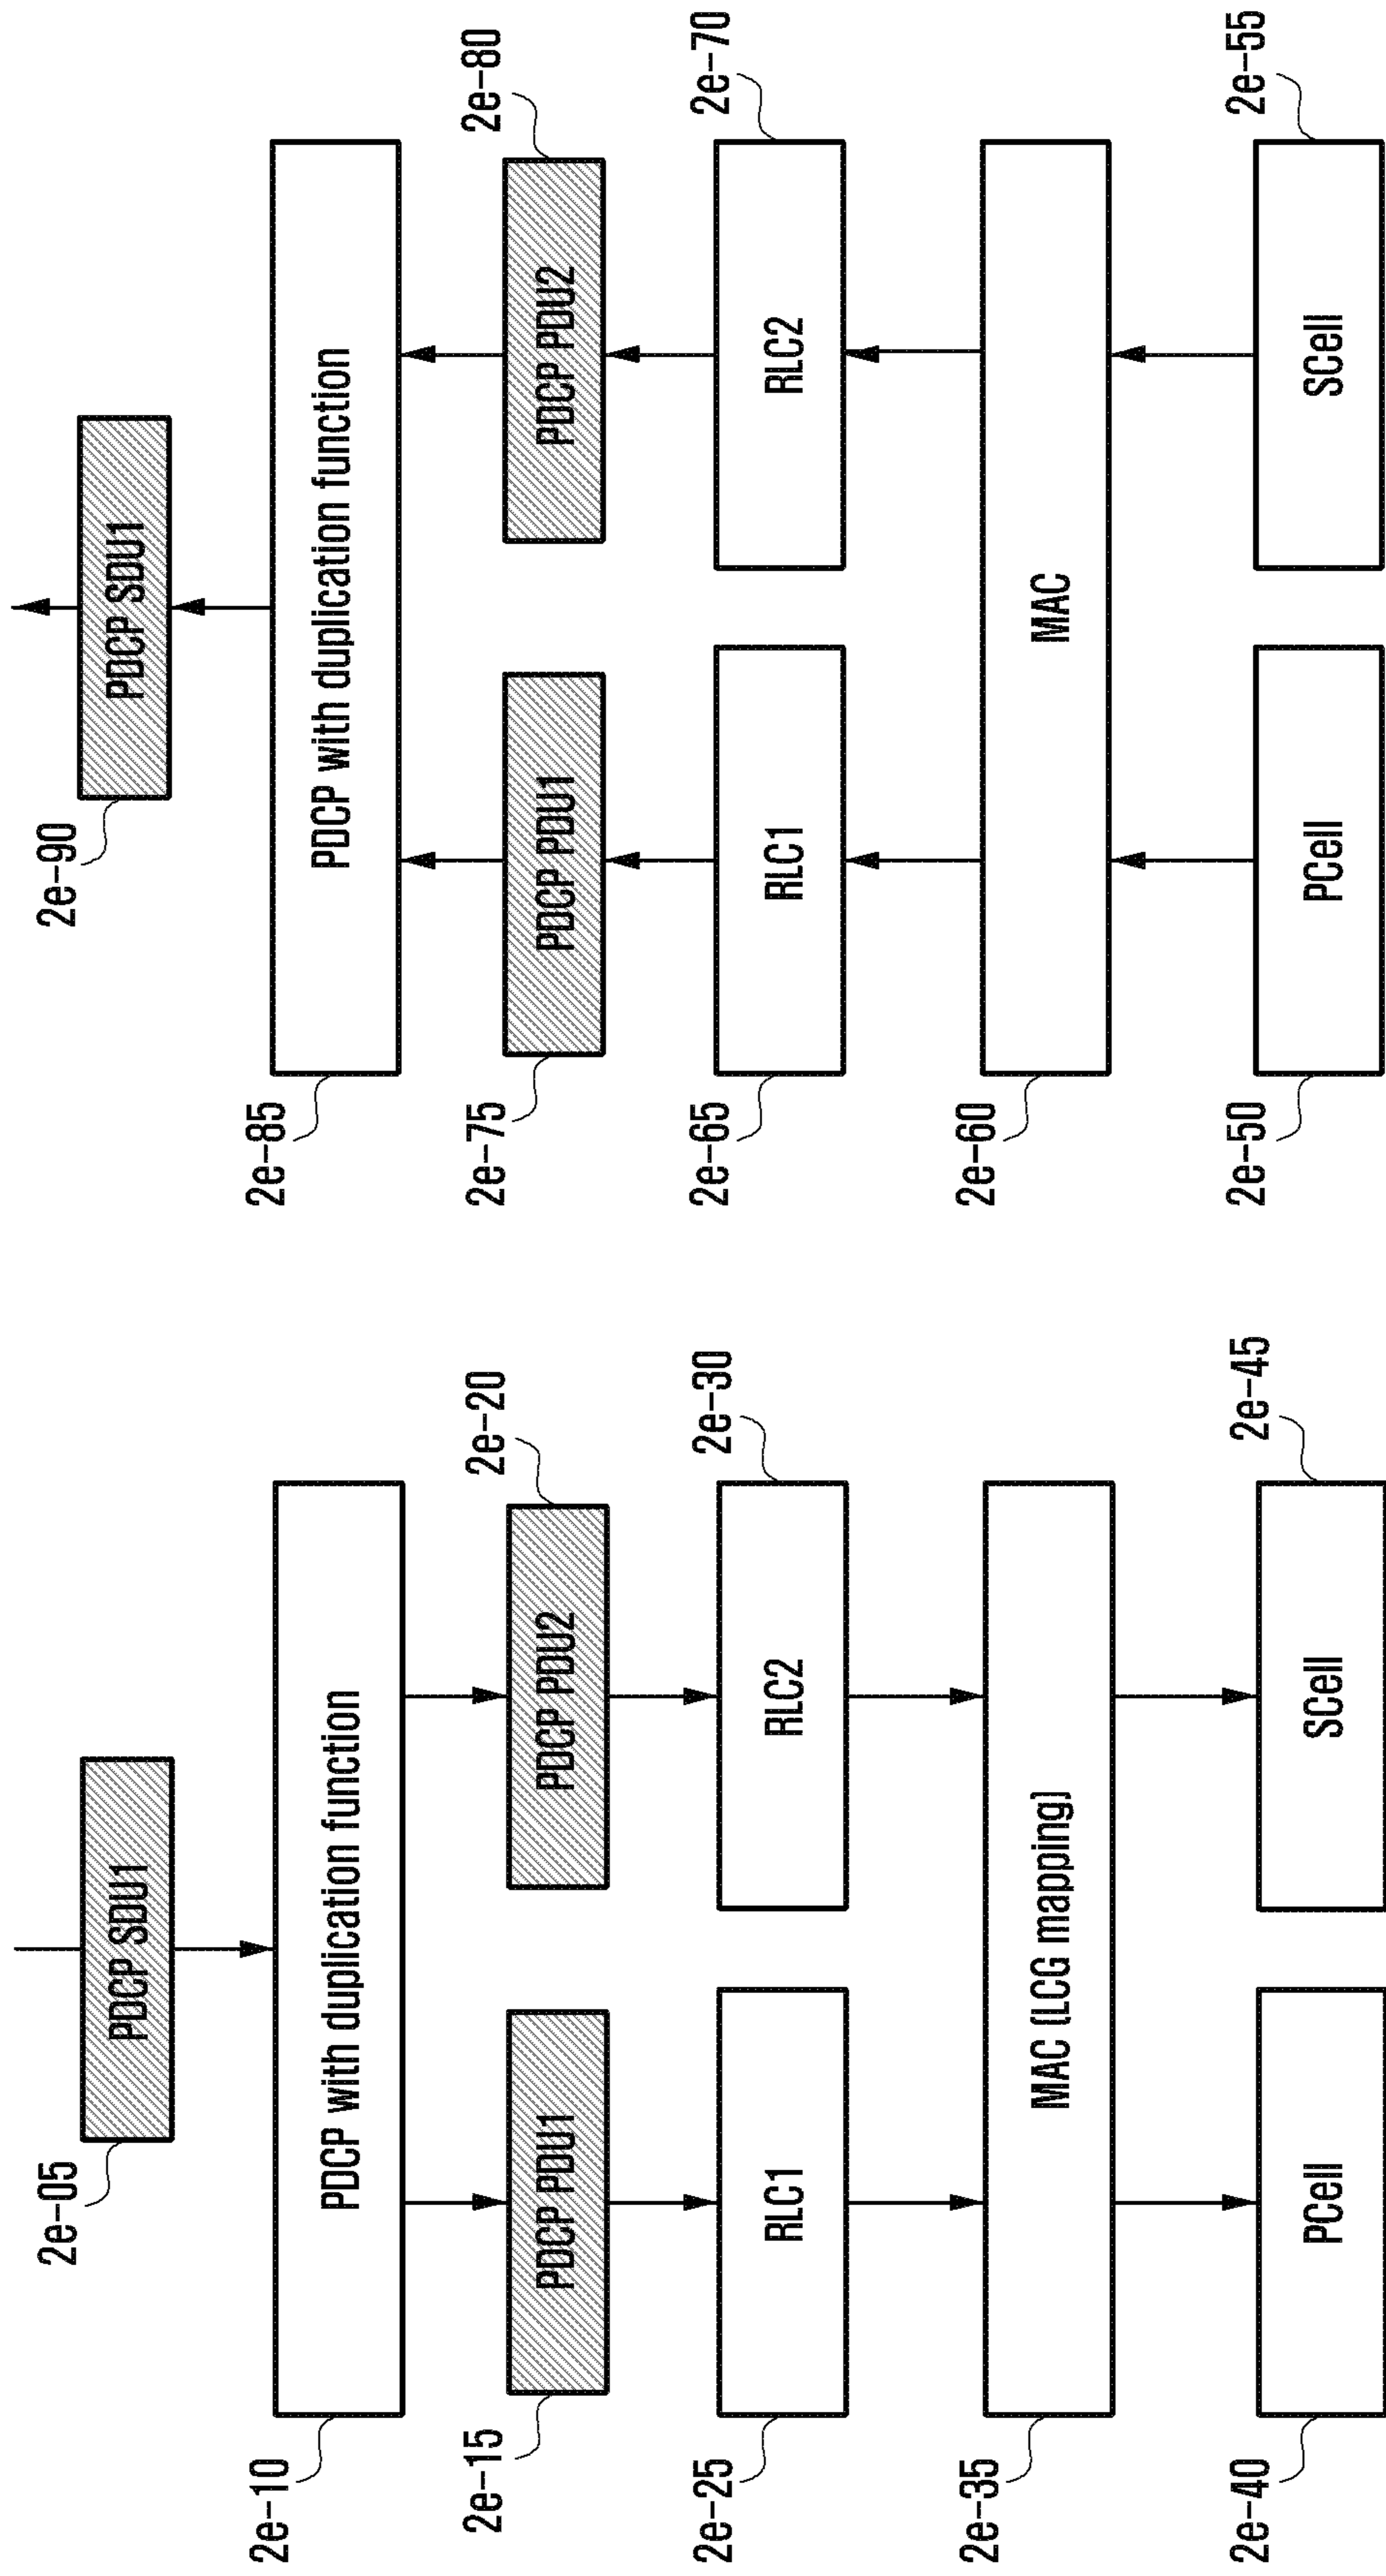 2e-05
PDCP SDU1
2e-10
PDCP with duplication function
2e-15
PDCP PDU1
PDCP PDU2
2e-20
2e-25
RLC1
RLC2
2e-30
2e-35
MAC (LCG mapping)
2e-40
PCell
SCell
2e-45
2e-90
PDCP SDU1
2e-85
PDCP with duplication function
2e-75
PDCP PDU1
PDCP PDU2
2e-80
2e-65
RLC1
RLC2
2e-70
2e-60
MAC
2e-50
PCell
SCell
2e-55